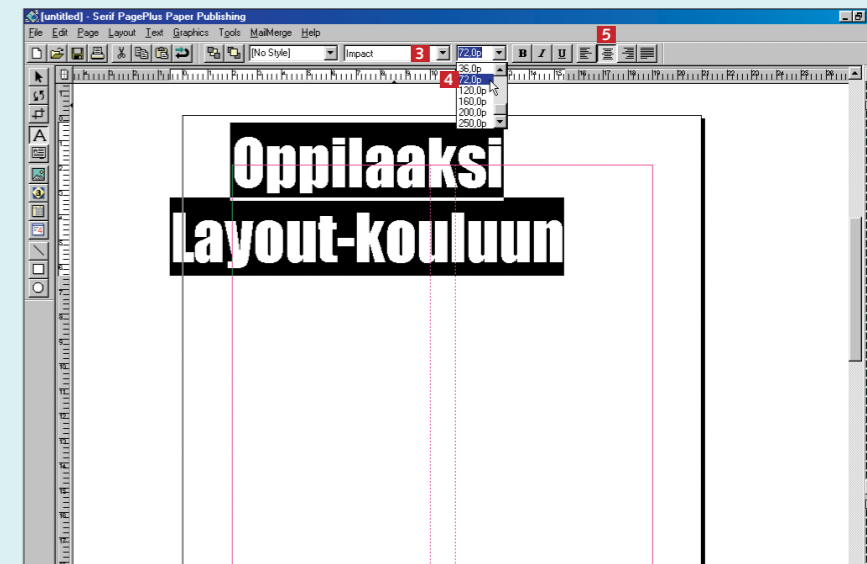 [untitled] - Serif PagePlus Paper Publishing
File Edit Page Layout Text Graphics Tools MailMerge Help
[No Style] Impact 3 72,0p B I U 5
4
36,0p
72,0p
120,0p
160,0p
200,0p
250,0p
Oppilaaksi
Layout-kouluun